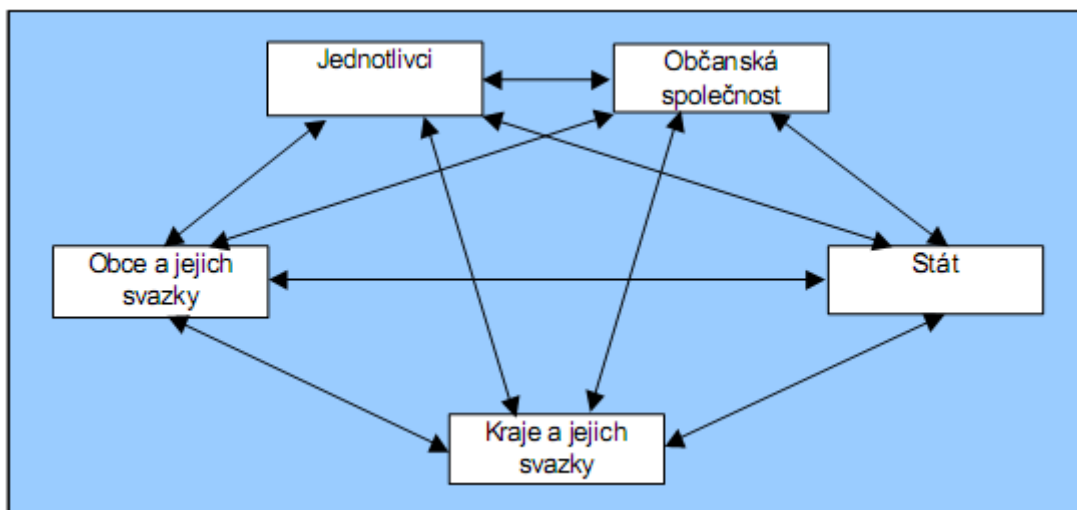 Jednotlivci
Občanská
společnost
Obce a jejich
svazky
Stát
Kraje a jejich
svazky